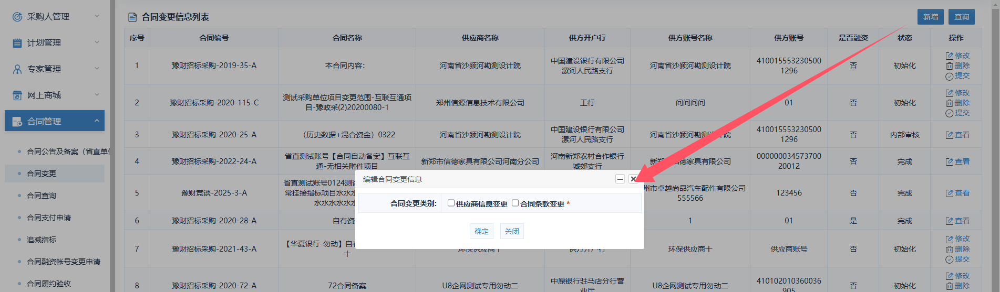 采购人管理
计划管理
专家管理
网上商城
合同管理
合同公告及备案（省直单位
合同变更
合同查询
合同支付申请
追减指标
合同融资帐号变更申请
合同履约验收
合同变更信息列表
新增 查询
序号 合同编号 合同名称 供应商名称 供方开户行 供方账号名称 供方账号 是否融资 状态 操作
1 豫财招标采购-2019-35-A 本合同内容： 河南省沙颍河勘测设计院 中国建设银行有限公司漯河人民路支行 河南省沙颍河勘测设计院 4100155532305001296 否 初始化 修改 删除 提交
2 豫财招标采购-2020-115-C 测试采购单位项目变更范围-互联互通项目-豫政采(2)20200080-1 郑州信源信息技术有限公司 工行 问问问问 01 否 初始化 修改 删除 提交
3 豫财招标采购-2020-25-A （历史数据+混合资金）0322 河南省沙颍河勘测设计院 中国建设银行有限公司漯河人民路支行 河南省沙颍河勘测设计院 4100155532305001296 否 内部审核 查看
4 豫财招标采购-2022-24-A 省直测试账号【合同自动备案】互联互通-无相关附件项目 新郑市信德家具有限公司河南分公司 河南新郑农村合作银行城郊支行 新郑 信德家具有限公司 00000003457370020012 否 完成 查看
5 豫财竞谈-2025-3-A 省直测试账号0124测试 常挂接指标项目水水水 水水水水水水 州市卓越尚品汽车配件有限公司555566 123456 否 完成 查看
6 豫财招标采购-2020-28-A 自有资 1 01 是 完成 查看
7 豫财招标采购-2021-43-A 【华夏银行-勿动】自有 十 环保供应商十 供方开户行 环保供应商十 供应商账号 否 初始化 修改 删除 提交
8 豫财招标采购-2020-72-A 72合同备案 U8企网测试专用勿动二 中原银行驻马店分行营业厅 U8企网测试专用勿动二 410102010360036905 否 初始化 修改 删除
编辑合同变更信息
合同变更类别: 供应商信息变更 合同条款变更 *
确定 关闭